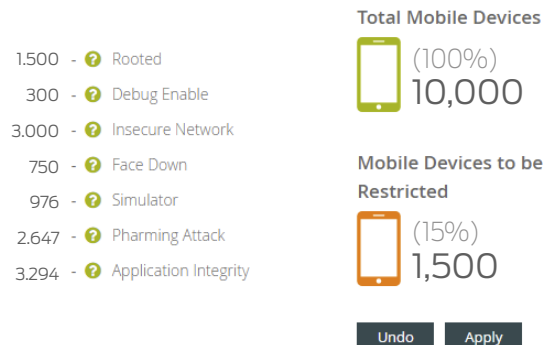 1.500 - ? Rooted
300 - ? Debug Enable
3.000 - ? Insecure Network
750 - ? Face Down
976 - ? Simulator
2.647 - ? Pharming Attack
3.294 - ? Application Integrity
Total Mobile Devices
(100%)
10,000
Mobile Devices to be
Restricted
(15%)
1,500
Undo Apply